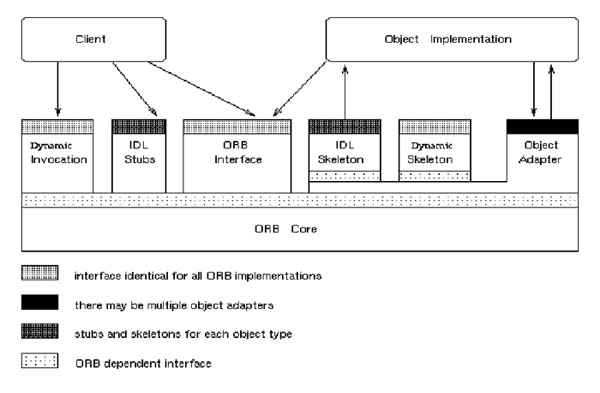 Client
Object Implementation
Dynamic
Invocation
IDL
Stubs
ORB
Interface
IDL
Skeleton
Dynamic
Skeleton
Object
Adapter
ORB Core
interface identical for all ORB implementations
there may be multiple object adapters
stubs and skeletons for each object type
ORB dependent interface